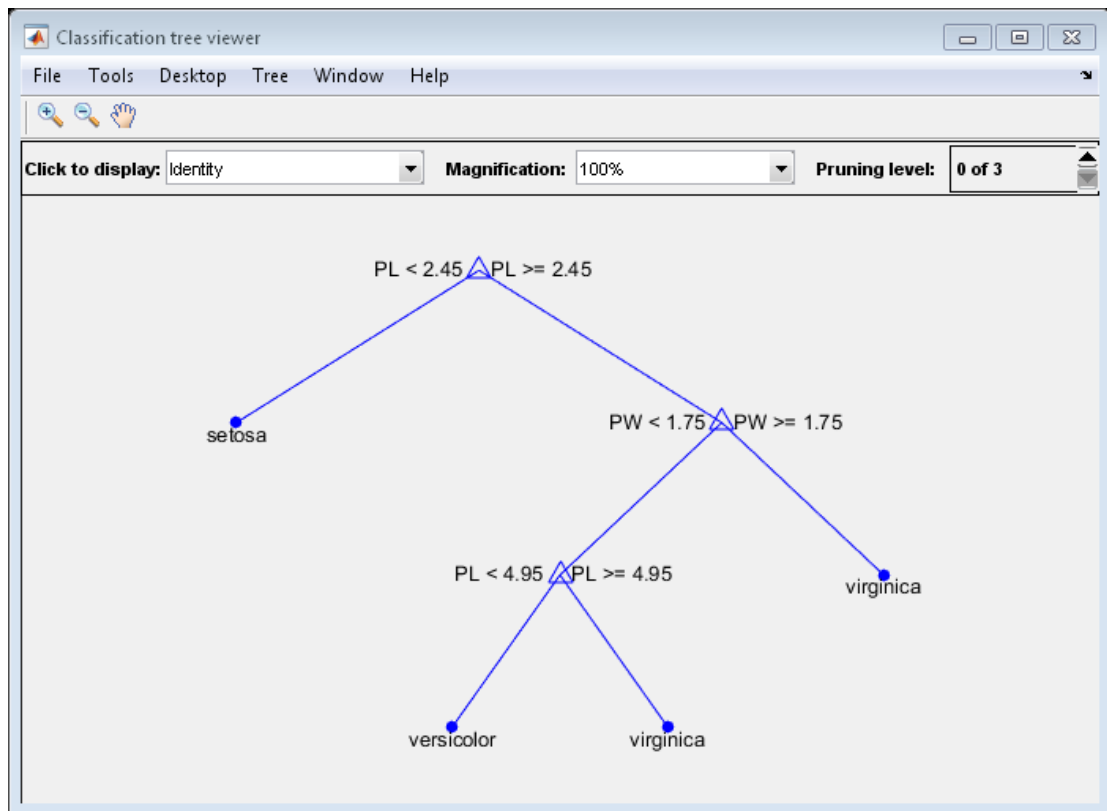 Classification tree viewer
File Tools Desktop Tree Window Help
Click to display: Identity Magnification: 100% Pruning level: 0 of 3
PL < 2.45 PL >= 2.45
setosa
PW < 1.75 PW >= 1.75
PL < 4.95 PL >= 4.95
virginica
versicolor virginica